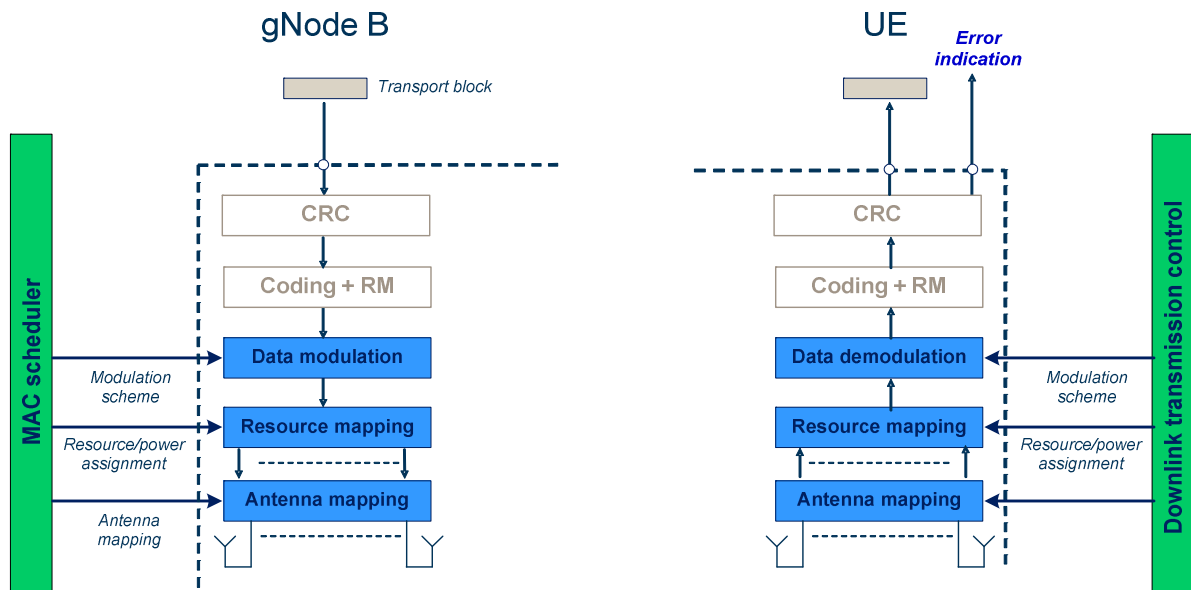 gNode B
UE
Error
indication
Transport block
CRC
CRC
Coding + RM
Coding + RM
MAC scheduler
Data modulation
Data demodulation
Downlink transmission control
Modulation
scheme
Modulation
scheme
Resource mapping
Resource mapping
Resource/power
assignment
Resource/power
assignment
Antenna mapping
Antenna mapping
Antenna
mapping